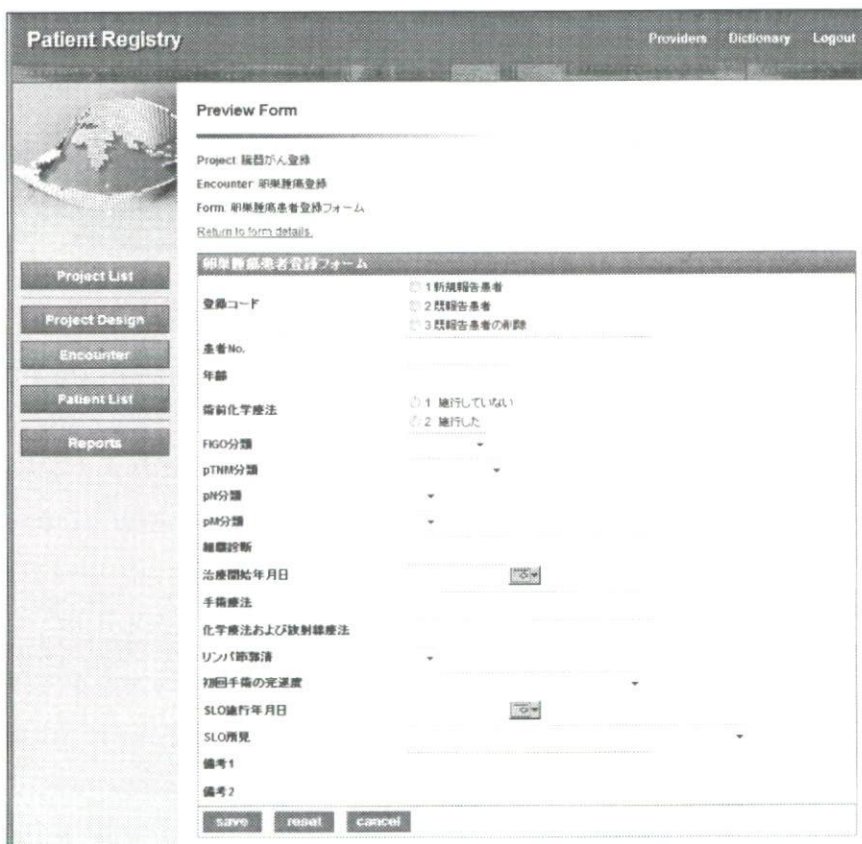 Patient Registry
Providers Dictionary Logout
Preview Form
Project 臓器がん登録
Encounter 卵巣腫瘍登録
Form 卵巣腫瘍患者登録フォーム
Return to form details.
卵巣腫瘍患者登録フォーム
Project List
Project Design
Encounter
Patient List
Reports
登録コード
1 新規報告患者
2 既報告患者
3 既報告患者の削除
患者No.
年齢
術前化学療法
1 施行していない
2 施行した
FIGO分類
pTNM分類
pN分類
pM分類
組織診断
治療開始年月日
手術療法
化学療法および放射線療法
リンパ節郭清
初回手術の完遂度
SLO施行年月日
SLO所見
備考1
備考2
save reset cancel